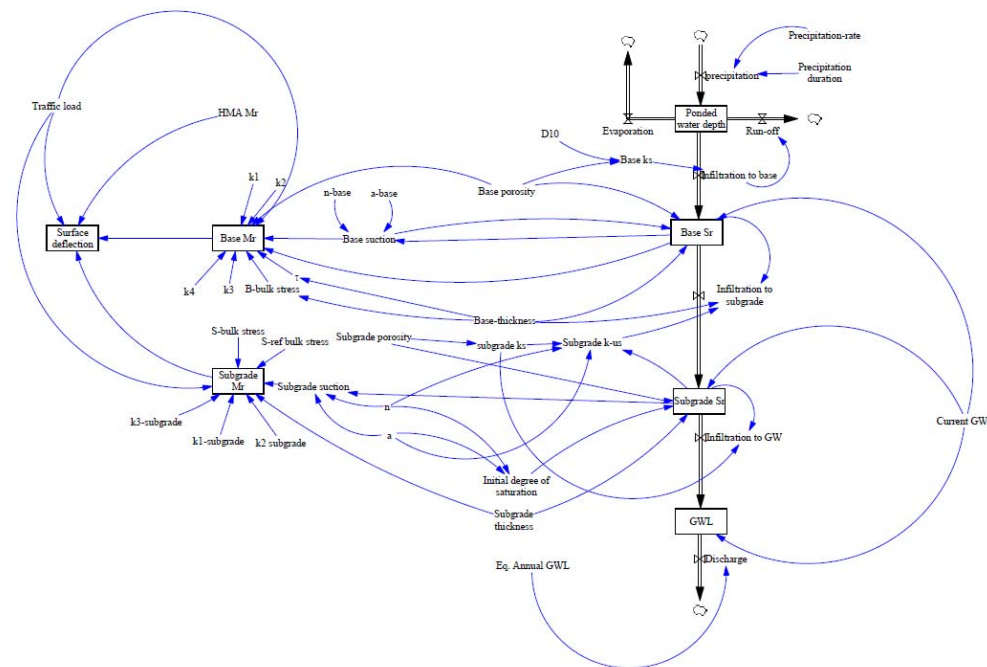 Precipitation-rate
precipitation
Precipitation
duration
Traffic load
HMA Mr
Ponded
water depth
Evaporation
Run-off
D10
Base ks
Infiltration to base
k1
k2
n-base
a-base
Base porosity
Surface
deflection
Base Mr
Base suction
Base Sr
k4
k3
B-bulk stress
τ
Infiltration to
subgrade
Base-thickness
S-bulk stress
S-ref bulk stress
Subgrade porosity
subgrade ks
Subgrade k-us
Subgrade
Mr
Subgrade suction
n
Subgrade Sr
k3-subgrade
k1-subgrade
k2 subgrade
a
Infiltration to GW
Current GW
Initial degree of
saturation
Subgrade
thickness
GWL
Eq. Annual GWL
Discharge